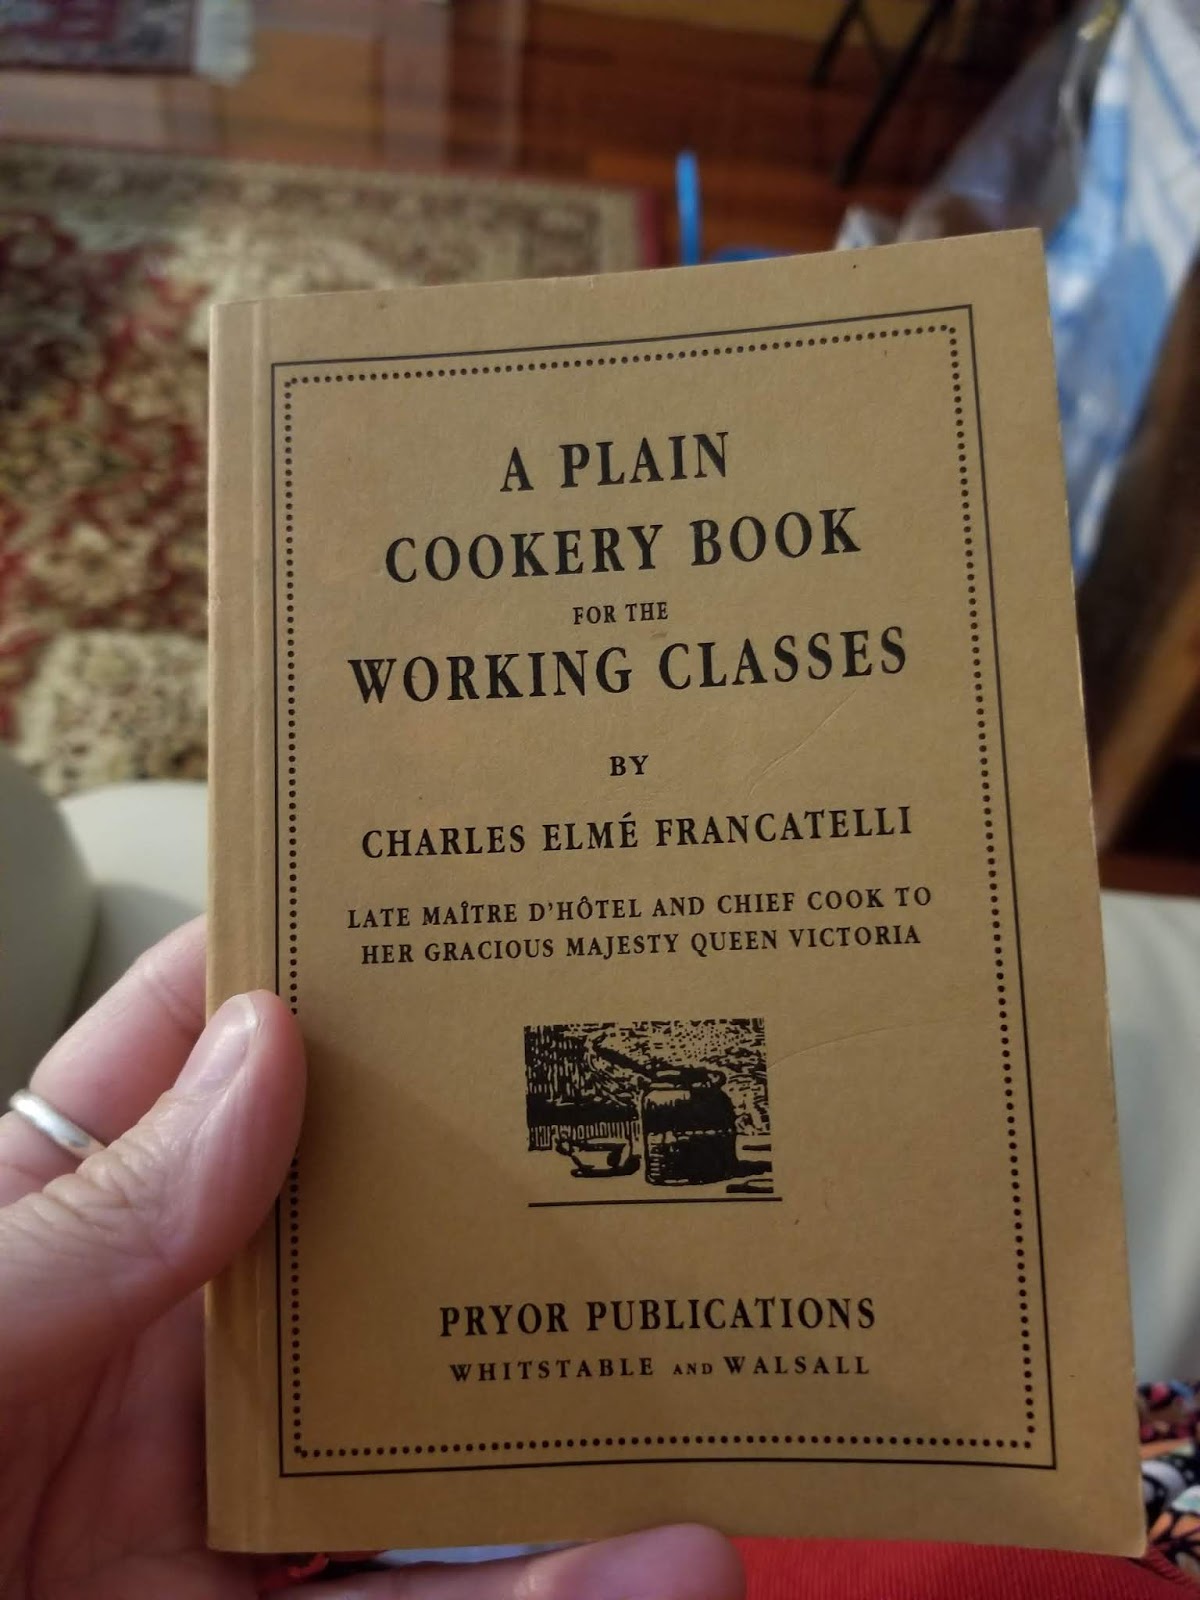 A PLAIN
COOKERY BOOK
FOR THE
WORKING CLASSES
BY
CHARLES ELMÉ FRANCATELLI
LATE MAÎTRE D'HÔTEL AND CHIEF COOK TO
HER GRACIOUS MAJESTY QUEEN VICTORIA
PRYOR PUBLICATIONS
WHITSTABLE AND WALSALL